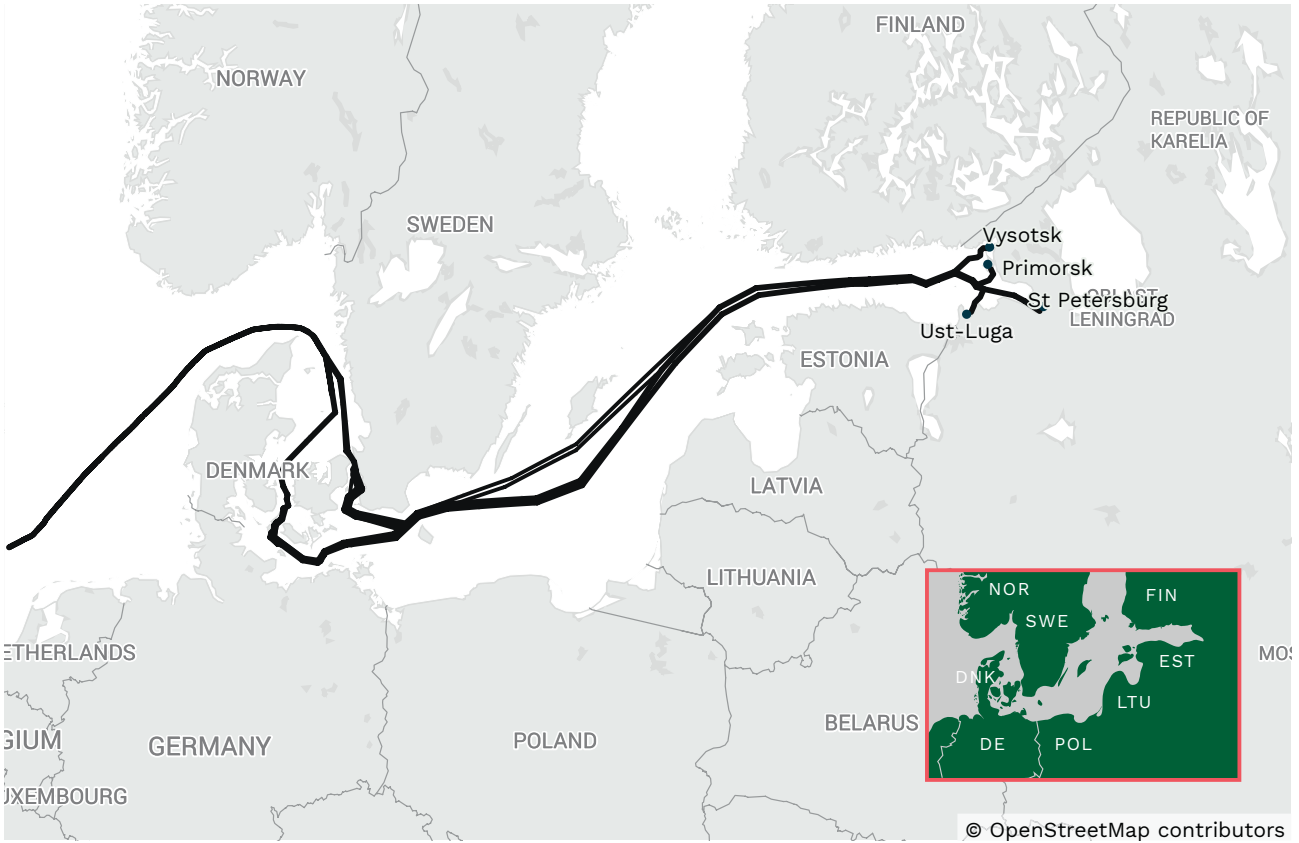 FINLAND
NORWAY
REPUBLIC OF
KARELIA
SWEDEN
Vysotsk
Primorsk
St Petersburg
OBLAST
LENINGRAD
Ust-Luga
ESTONIA
DENMARK
LATVIA
LITHUANIA
ETHERLANDS
MOS
GIUM
GERMANY
POLAND
BELARUS
UXEMBOURG
NOR
FIN
SWE
EST
DNK
LTU
DE
POL
© OpenStreetMap contributors